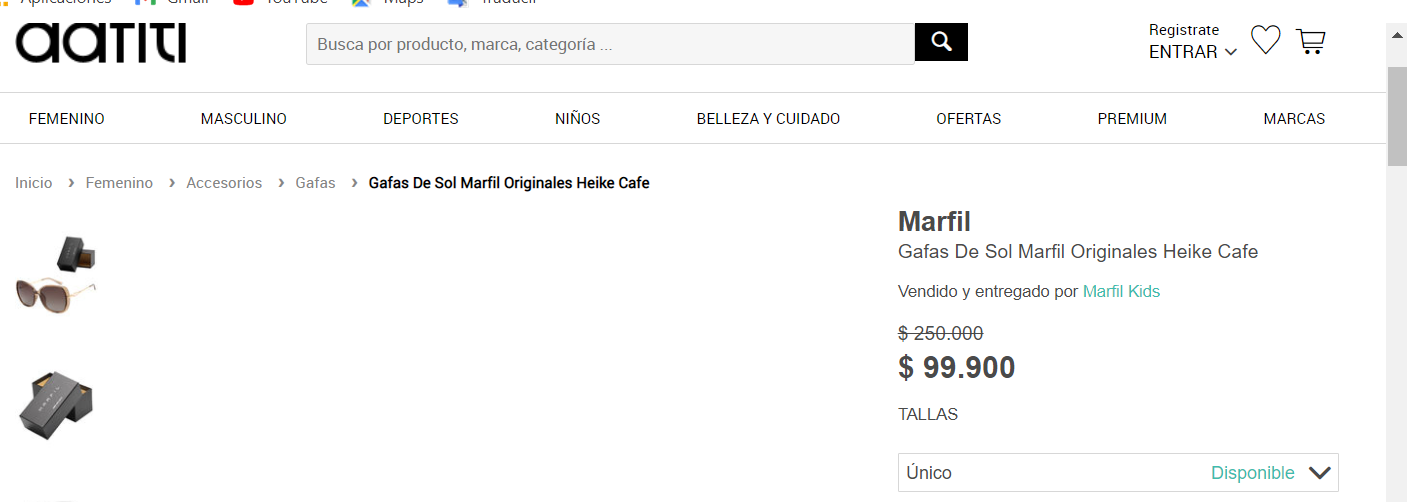 Aplicaciones Gmail YouTube Maps Traducir
Busca por producto, marca, categoría ...
Registrate
ENTRAR
FEMENINO MASCULINO DEPORTES NIÑOS BELLEZA Y CUIDADO OFERTAS PREMIUM MARCAS
Inicio › Femenino › Accesorios › Gafas › Gafas De Sol Marfil Originales Heike Cafe
Marfil
Gafas De Sol Marfil Originales Heike Cafe
Vendido y entregado por Marfil Kids
$ 250.000
$ 99.900
TALLAS
Único Disponible